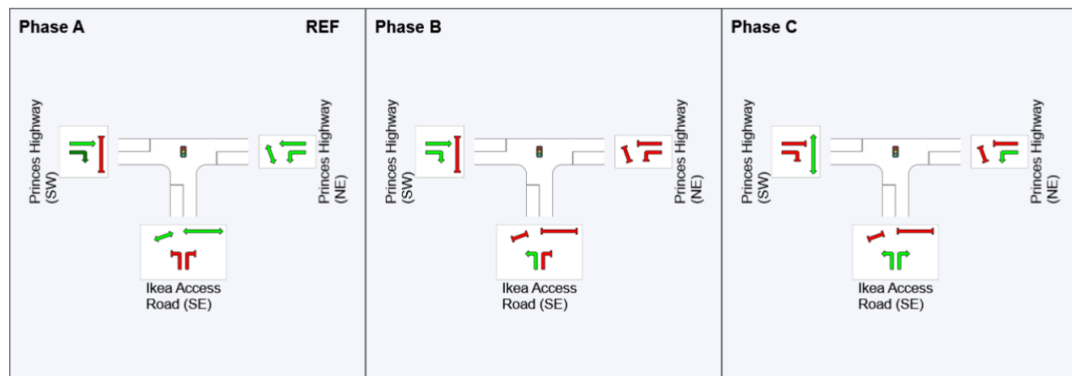 Phase A
REF
Princes Highway
(SW)
Princes Highway
(NE)
Ikea Access
Road (SE)
Phase B
Princes Highway
(SW)
Princes Highway
(NE)
Ikea Access
Road (SE)
Phase C
Princes Highway
(SW)
Princes Highway
(NE)
Ikea Access
Road (SE)